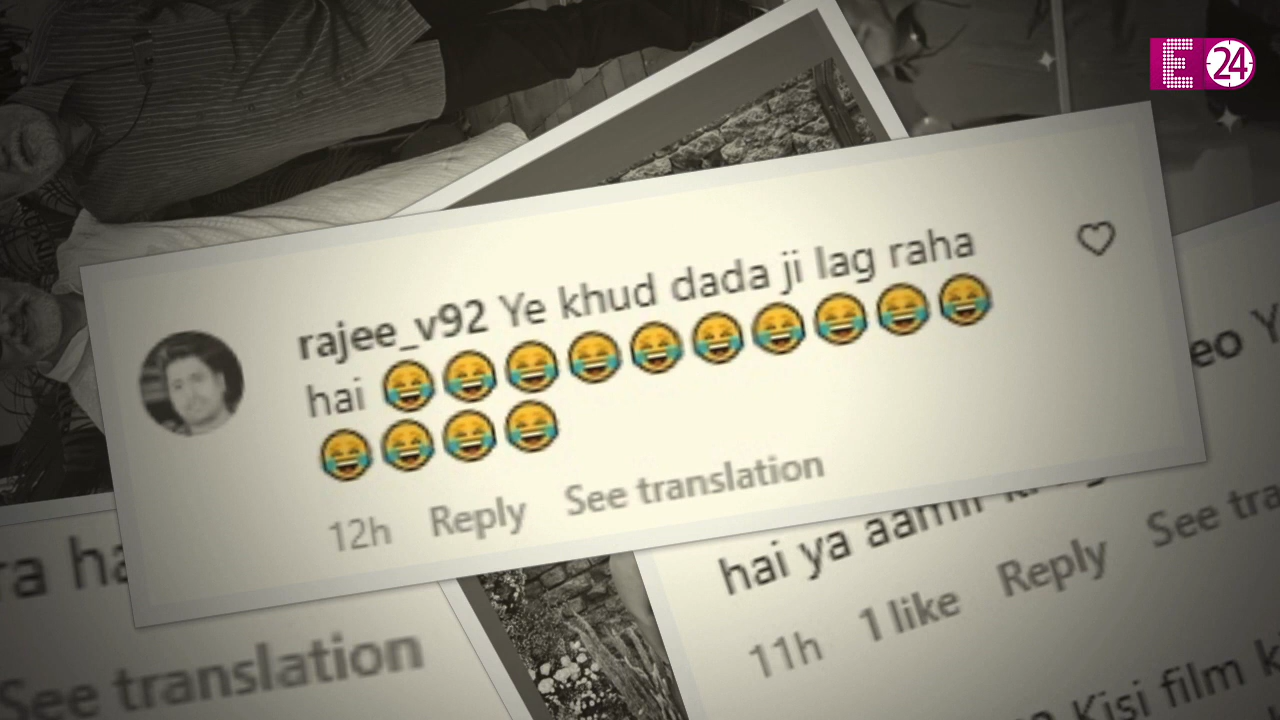 E24
rajee_v92 Ye khud dada ji lag raha
hai 😂😂😂😂😂😂😂😂😂😂
😂😂😂😂
12h Reply See translation
eo Y
hai ya aamir
11h 1 like Reply See tra
Kisi film k
ra ha
See translation